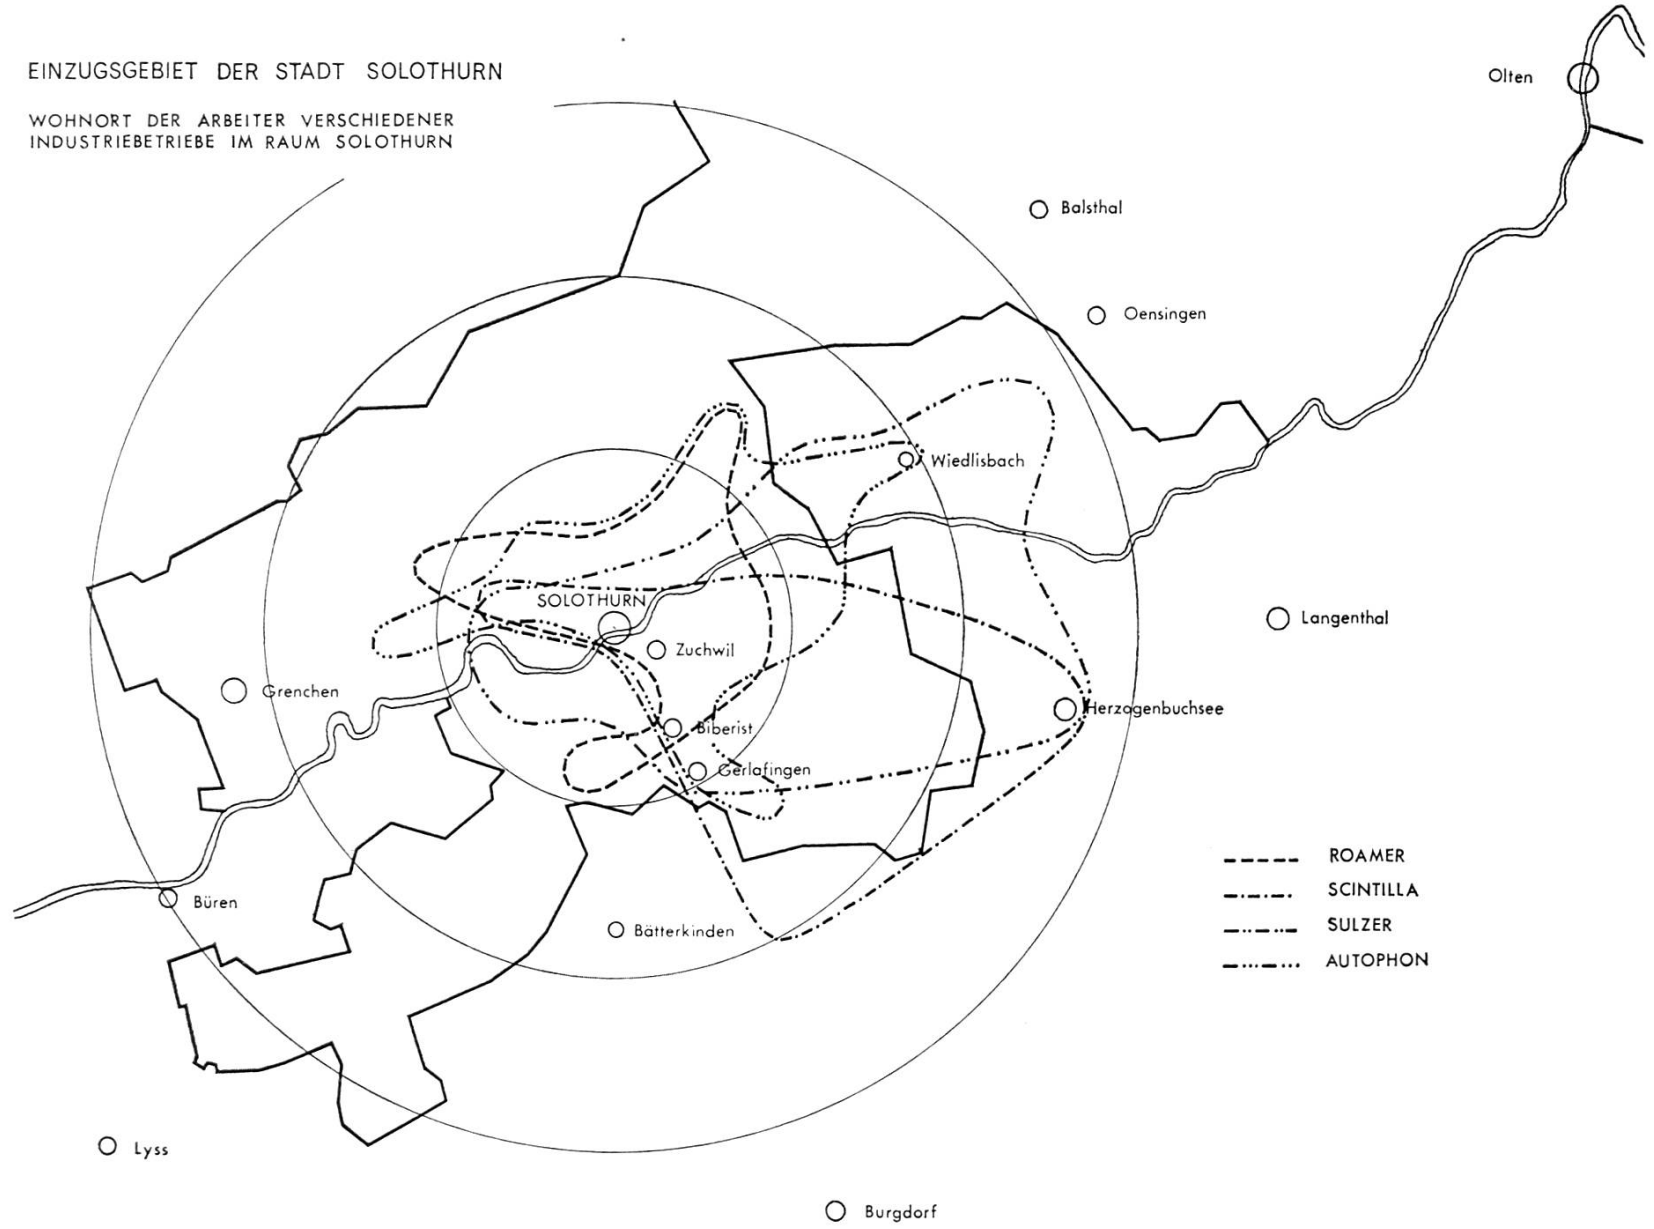 EINZUGSGEBIET DER STADT SOLOTHURN
WOHNORT DER ARBEITER VERSCHIEDENER
INDUSTRIEBETRIEBE IM RAUM SOLOTHURN
Olten
Balsthal
Oensingen
Wiedlisbach
SOLOTHURN
Langenthal
Zuchwil
Grenchen
Herzogenbuchsee
Biberist
Gerlafingen
ROAMER
SCINTILLA
Büren
SULZER
Bätterkinden
AUTOPHON
Lyss
Burgdorf